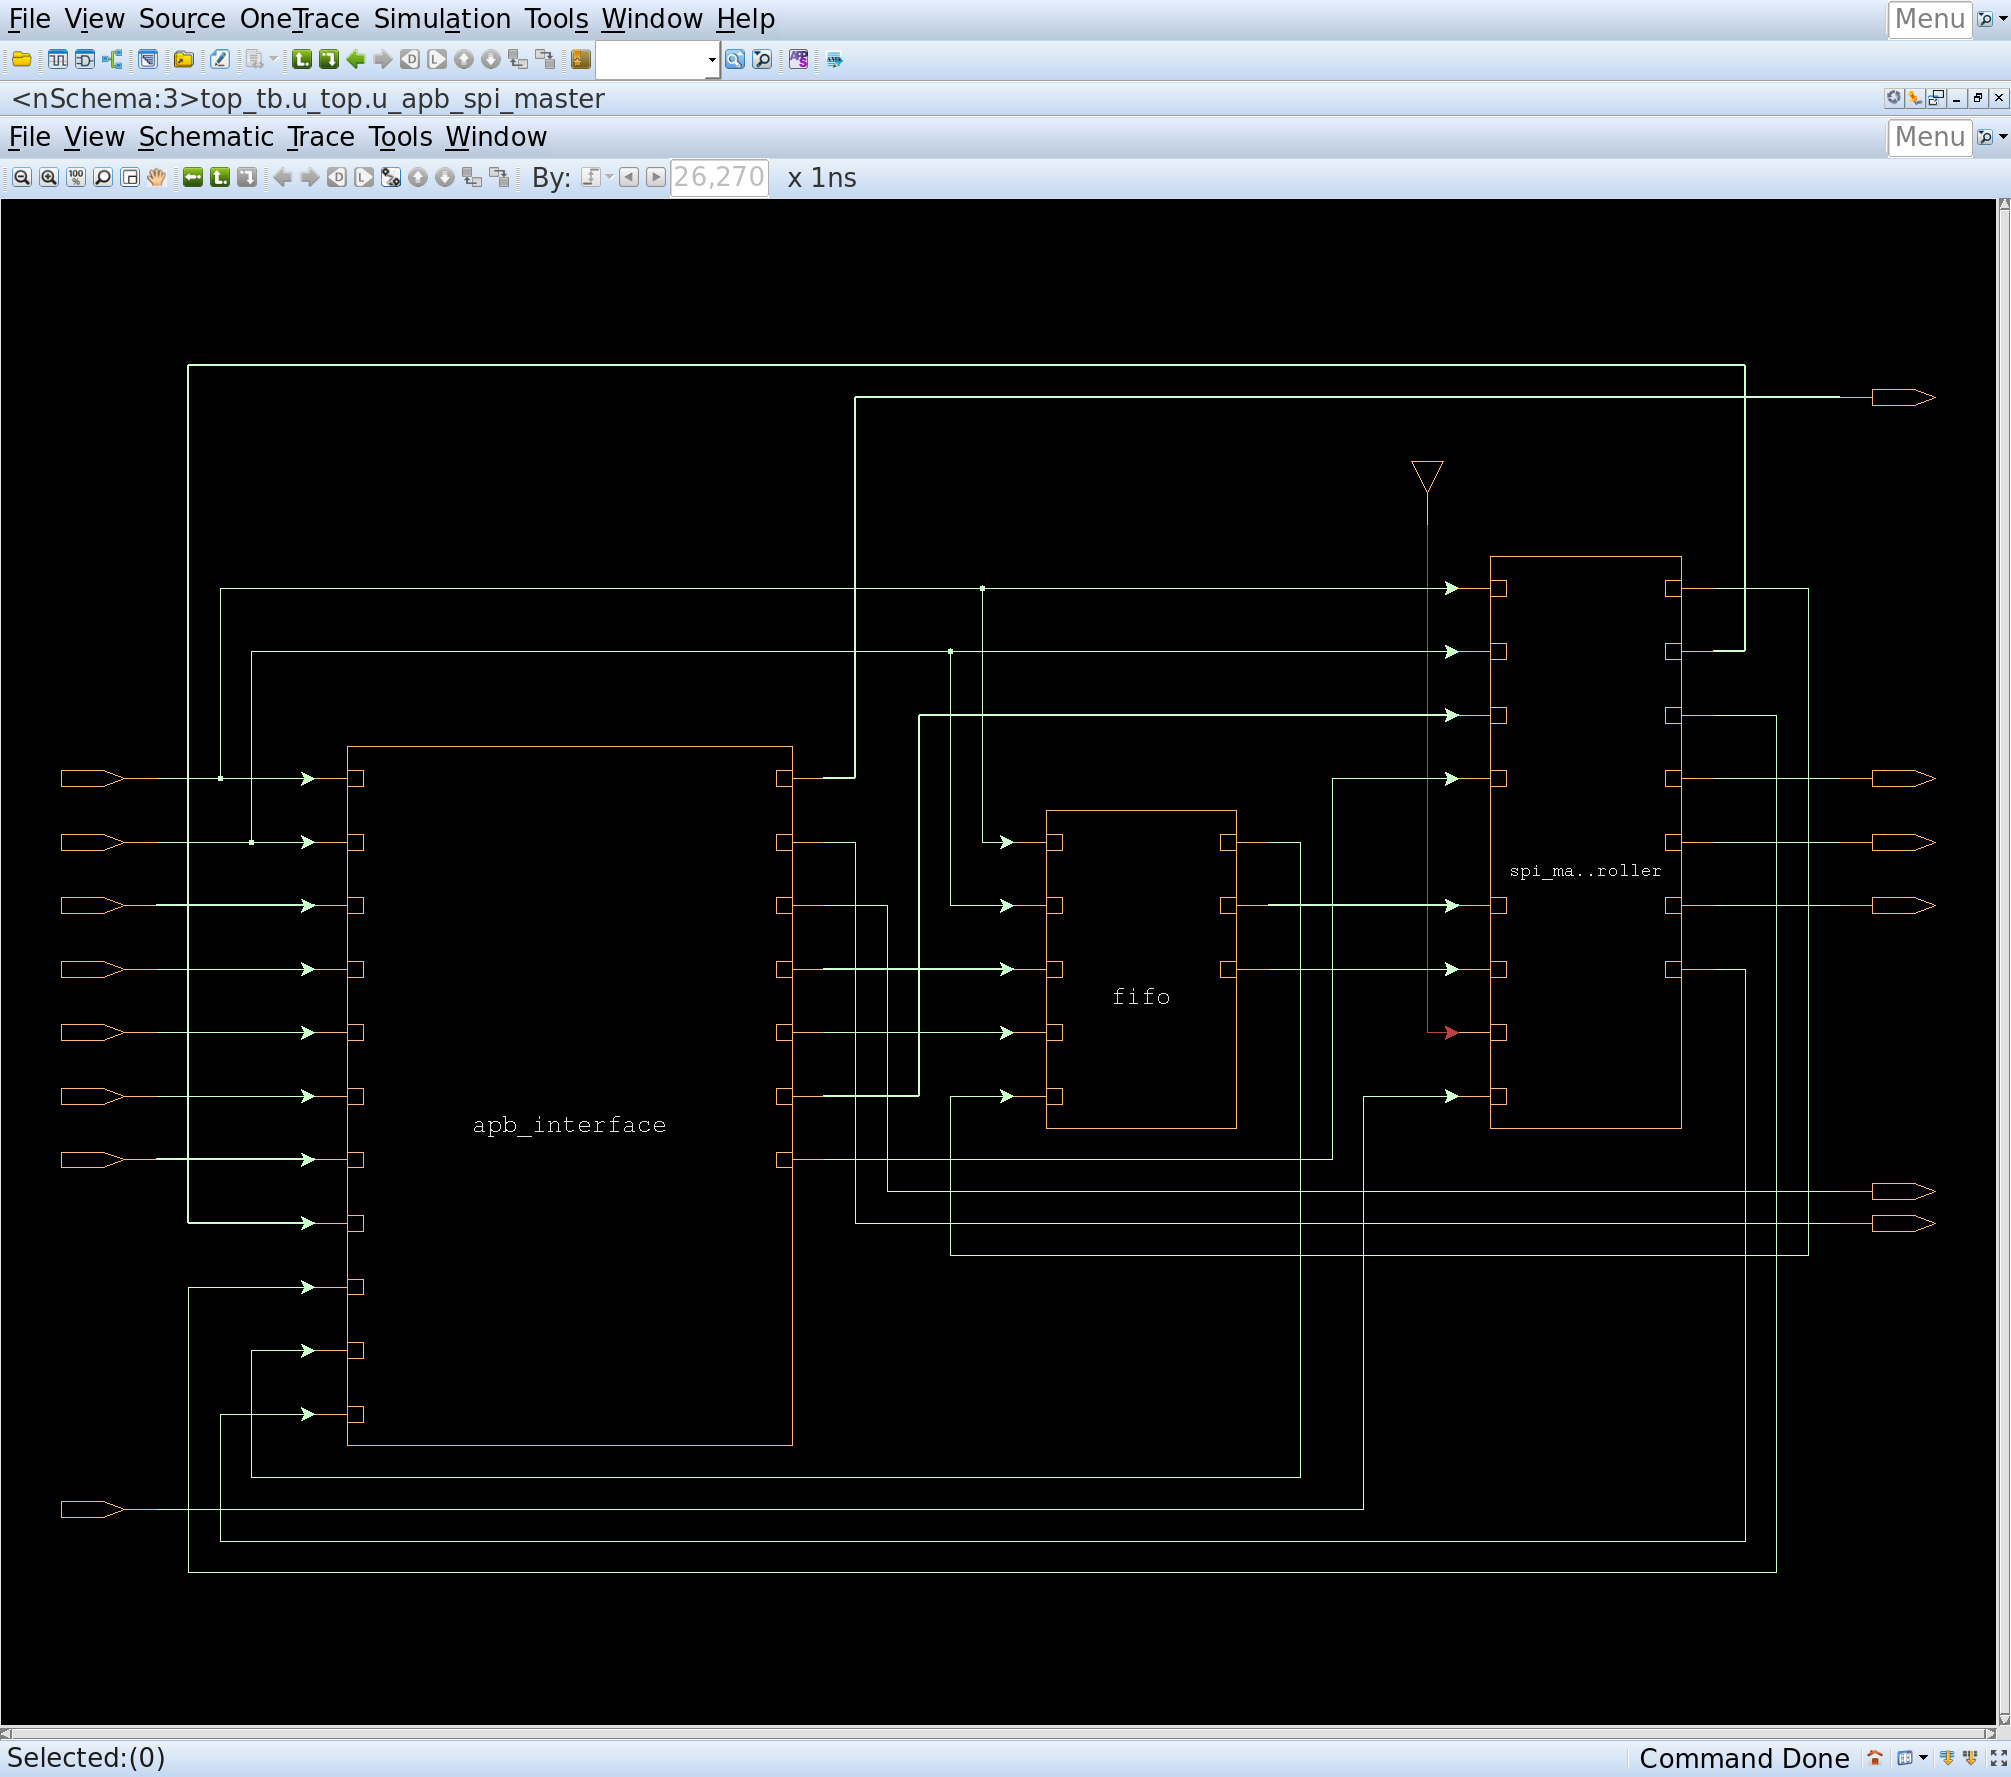 File View Source OneTrace Simulation Tools Window Help Menu
<nSchema:3>top_tb.u_top.u_apb_spi_master
File View Schematic Trace Tools Window Menu
100%
By: 26,270 x 1ns
spi_ma..roller
fifo
apb_interface
Selected:(0) Command Done